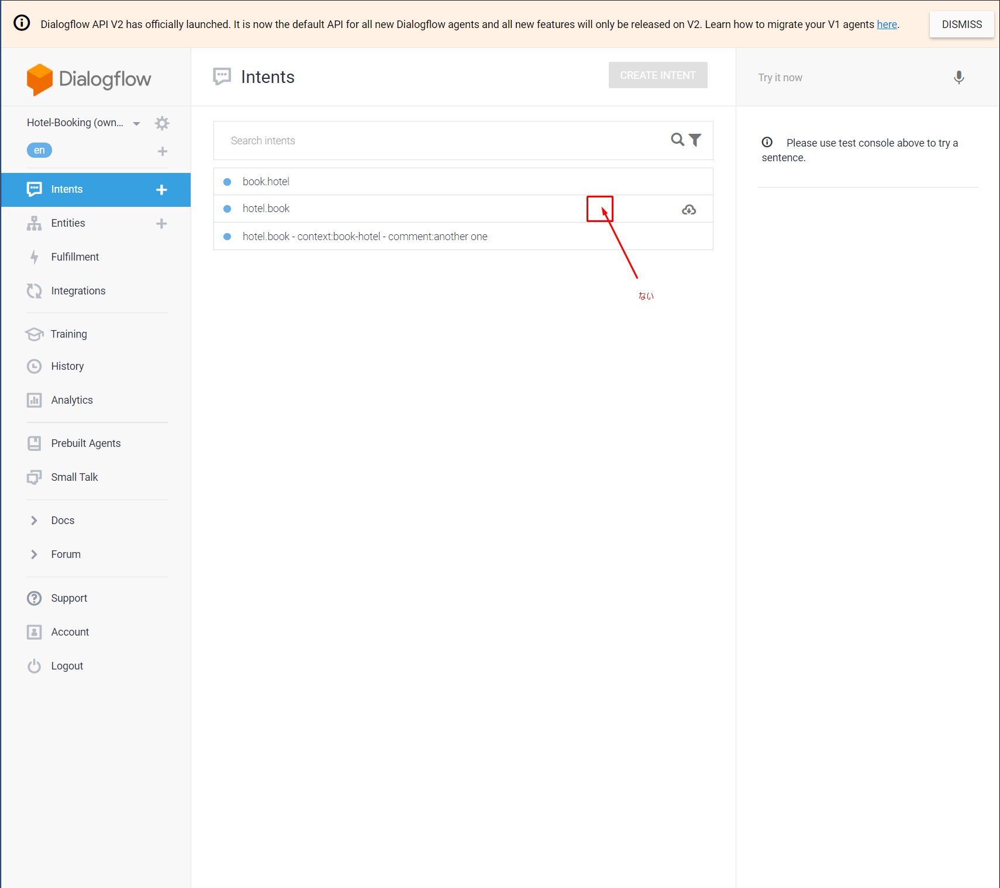 Dialogflow API V2 has officially launched. It is now the default API for all new Dialogflow agents and all new features will only be released on V2. Learn how to migrate your V1 agents here.
DISMISS
Dialogflow
Hotel-Booking (own...
en
Intents
Entities
Fulfillment
Integrations
Training
History
Analytics
Prebuilt Agents
Small Talk
Docs
Forum
Support
Account
Logout
Intents
CREATE INTENT
Search intents
book.hotel
hotel.book
hotel.book - context:book-hotel - comment:another one
ない
Try it now
Please use test console above to try a
sentence.